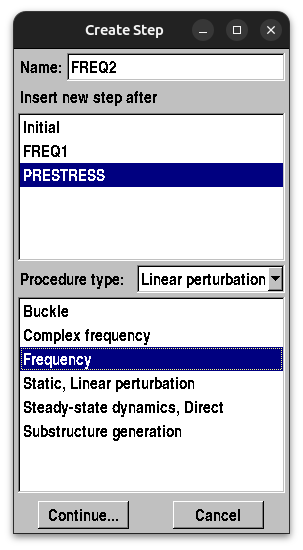 Create Step
Name: FREQ2
Insert new step after
Initial
FREQ1
PRESTRESS
Procedure type: Linear perturbation
Buckle
Complex frequency
Frequency
Static, Linear perturbation
Steady-state dynamics, Direct
Substructure generation
Continue... Cancel